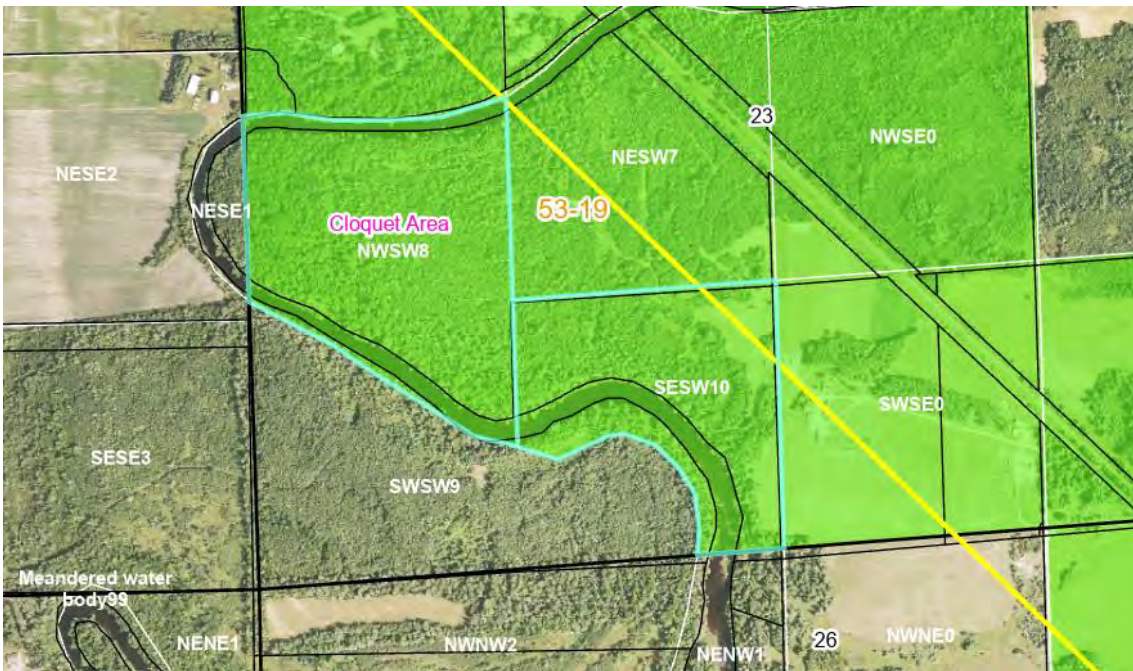 23
NWSE0
NESW7
NESE2
NESE1
53-19
Cloquet Area
NWSW8
SESW10
SWSE0
SESE3
SWSW9
Meandered water
body99
NENE1
NWNW2
NENW1
26
NWNE0